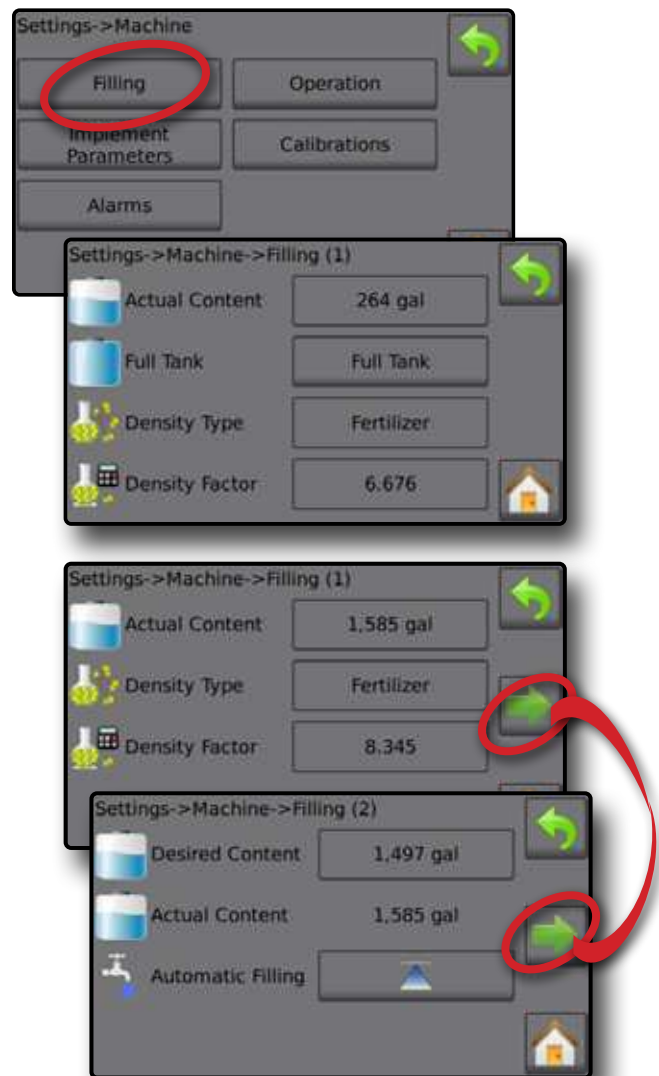 Settings->Machine
Filling Operation
Implement Calibrations
Parameters
Alarms
Settings->Machine->Filling (1)
Actual Content 264 gal
Full Tank Full Tank
Density Type Fertilizer
Density Factor 6.676
Settings->Machine->Filling (1)
Actual Content 1,585 gal
Density Type Fertilizer
Density Factor 8.345
Settings->Machine->Filling (2)
Desired Content 1,497 gal
Actual Content 1,585 gal
Automatic Filling